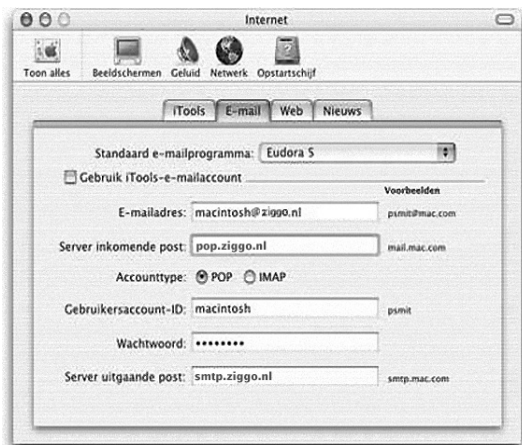 Internet
Toon alles Beeldschermen Geluid Netwerk Opstartschijf
iTools E-mail Web Nieuws
Standaard e-mailprogramma: Eudora 5
Gebruik iTools-e-mailaccount
Voorbeelden
E-mailadres: macintosh@ziggo.nl psmit@mac.com
Server inkomende post: pop.ziggo.nl mail.mac.com
Accounttype: POP IMAP
Gebruikersaccount-ID: macintosh psmit
Wachtwoord: ••••••••
Server uitgaande post: smtp.ziggo.nl smtp.mac.com